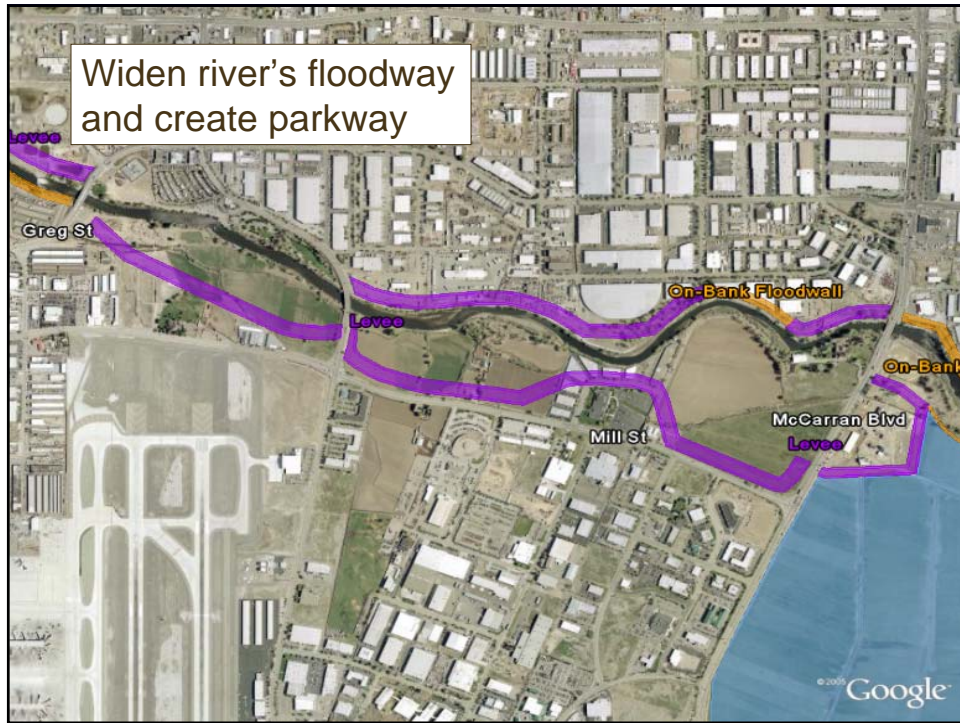 Widen river's floodway
and create parkway
Levee
Greg St
On-Bank Floodwall
Levee
On-Bank
McCarran Blvd
Mill St
Levee
©2005 Google